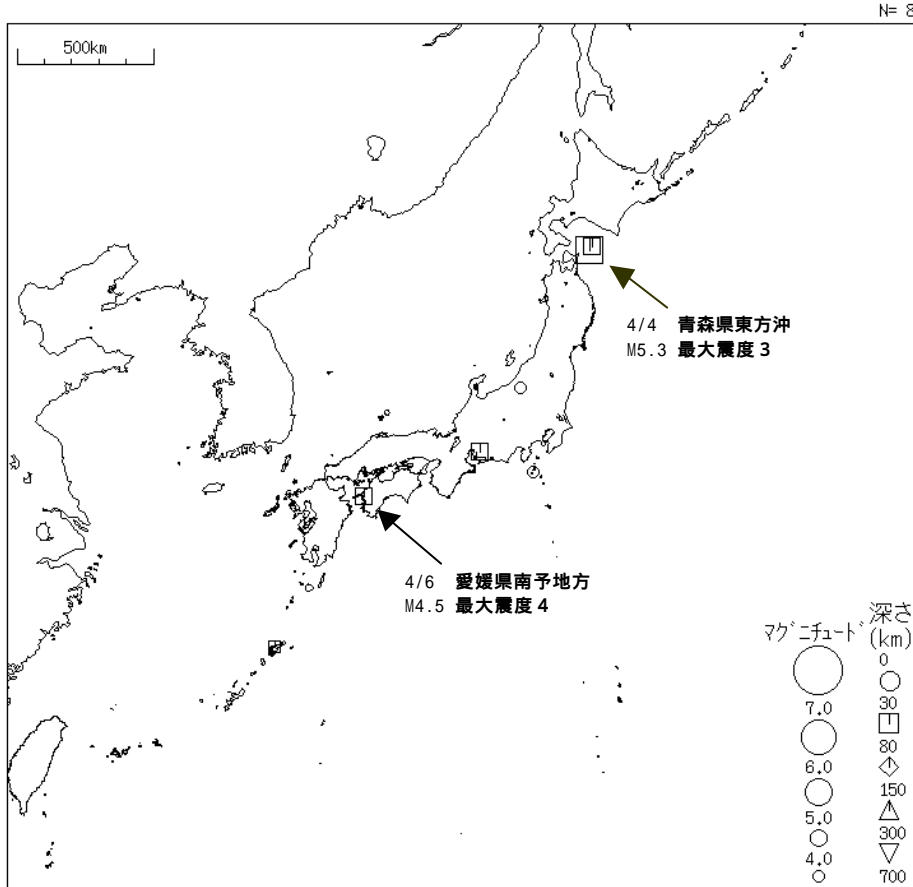 N= 8
500km
4/4 青森県東方沖
M5.3 最大震度３
4/6 愛媛県南予地方
M4.5 最大震度４
マグニチュード
7.0
6.0
5.0
4.0
深さ
(km)
0
30
80
150
300
700